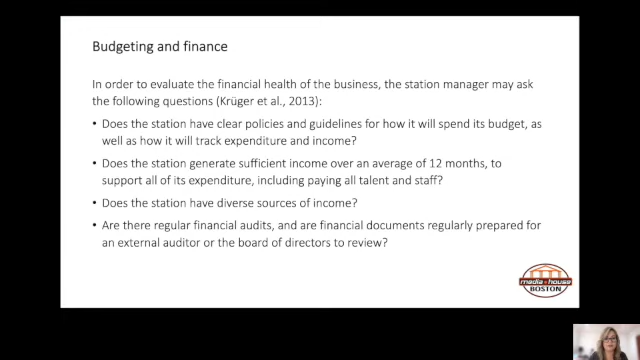 Budgeting and finance
In order to evaluate the financial health of the business, the station manager may ask
the following questions (Krüger et al., 2013):
• Does the station have clear policies and guidelines for how it will spend its budget, as
well as how it will track expenditure and income?
• Does the station generate sufficient income over an average of 12 months, to
support all of its expenditure, including paying all talent and staff?
• Does the station have diverse sources of income?
• Are there regular financial audits, and are financial documents regularly prepared for
an external auditor or the board of directors to review?
media house
BOSTON